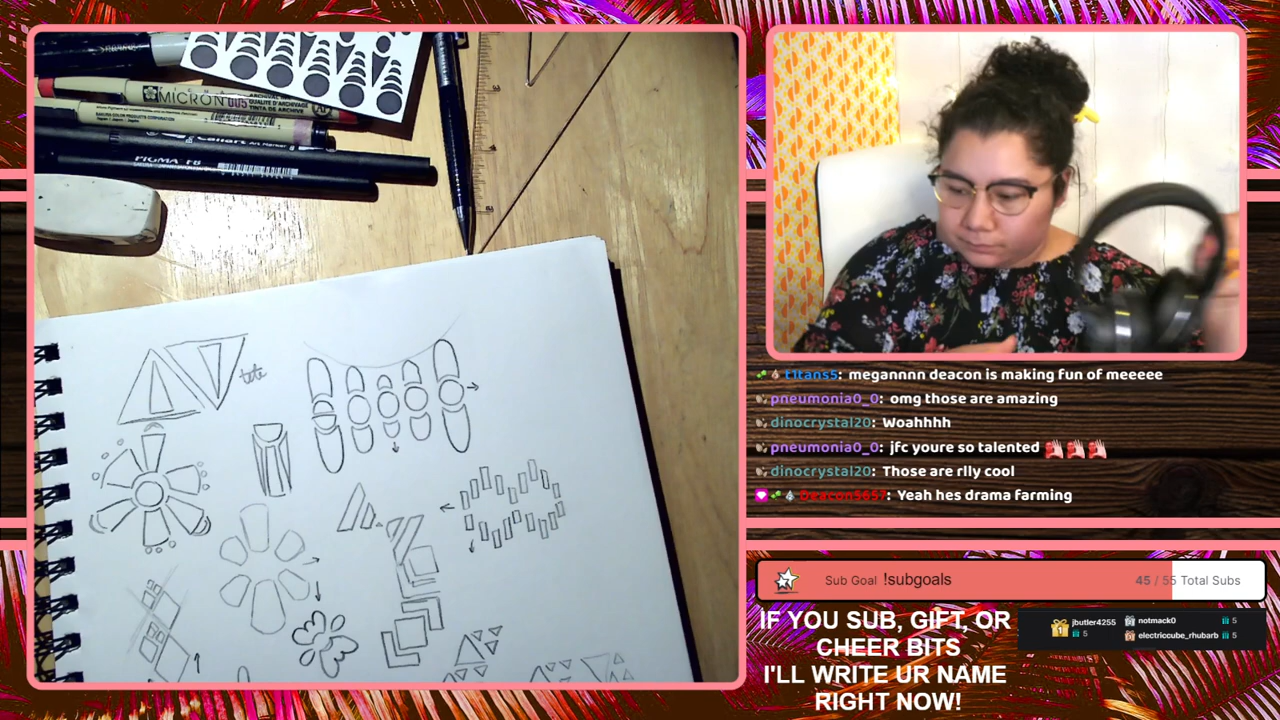 MICRON 005
PIGMA FB
tete
t1tans5: megannnn deacon is making fun of meeeee
pneumonia0_0: omg those are amazing
dinocrystal20: Woahhhh
pneumonia0_0: jfc youre so talented
dinocrystal20: Those are rlly cool
Deacon5657: Yeah hes drama farming
Sub Goal !subgoals 45 / 55 Total Subs
IF YOU SUB, GIFT, OR
CHEER BITS
I'LL WRITE UR NAME
RIGHT NOW!
1 jbutler4255 5
notmack0 5
electriccube_rhubarb 5